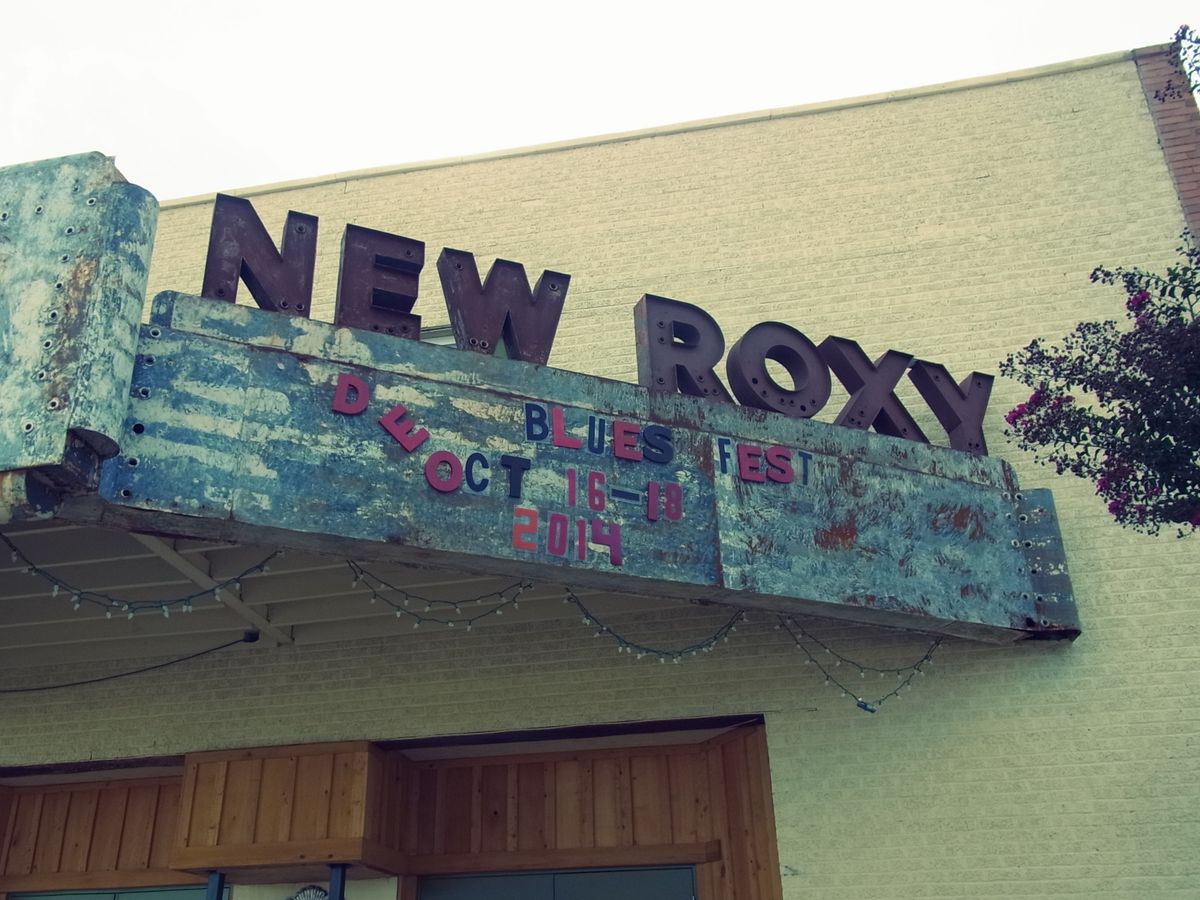 NEW ROXY
DE BLUES FEST
OCT 16-18
2014